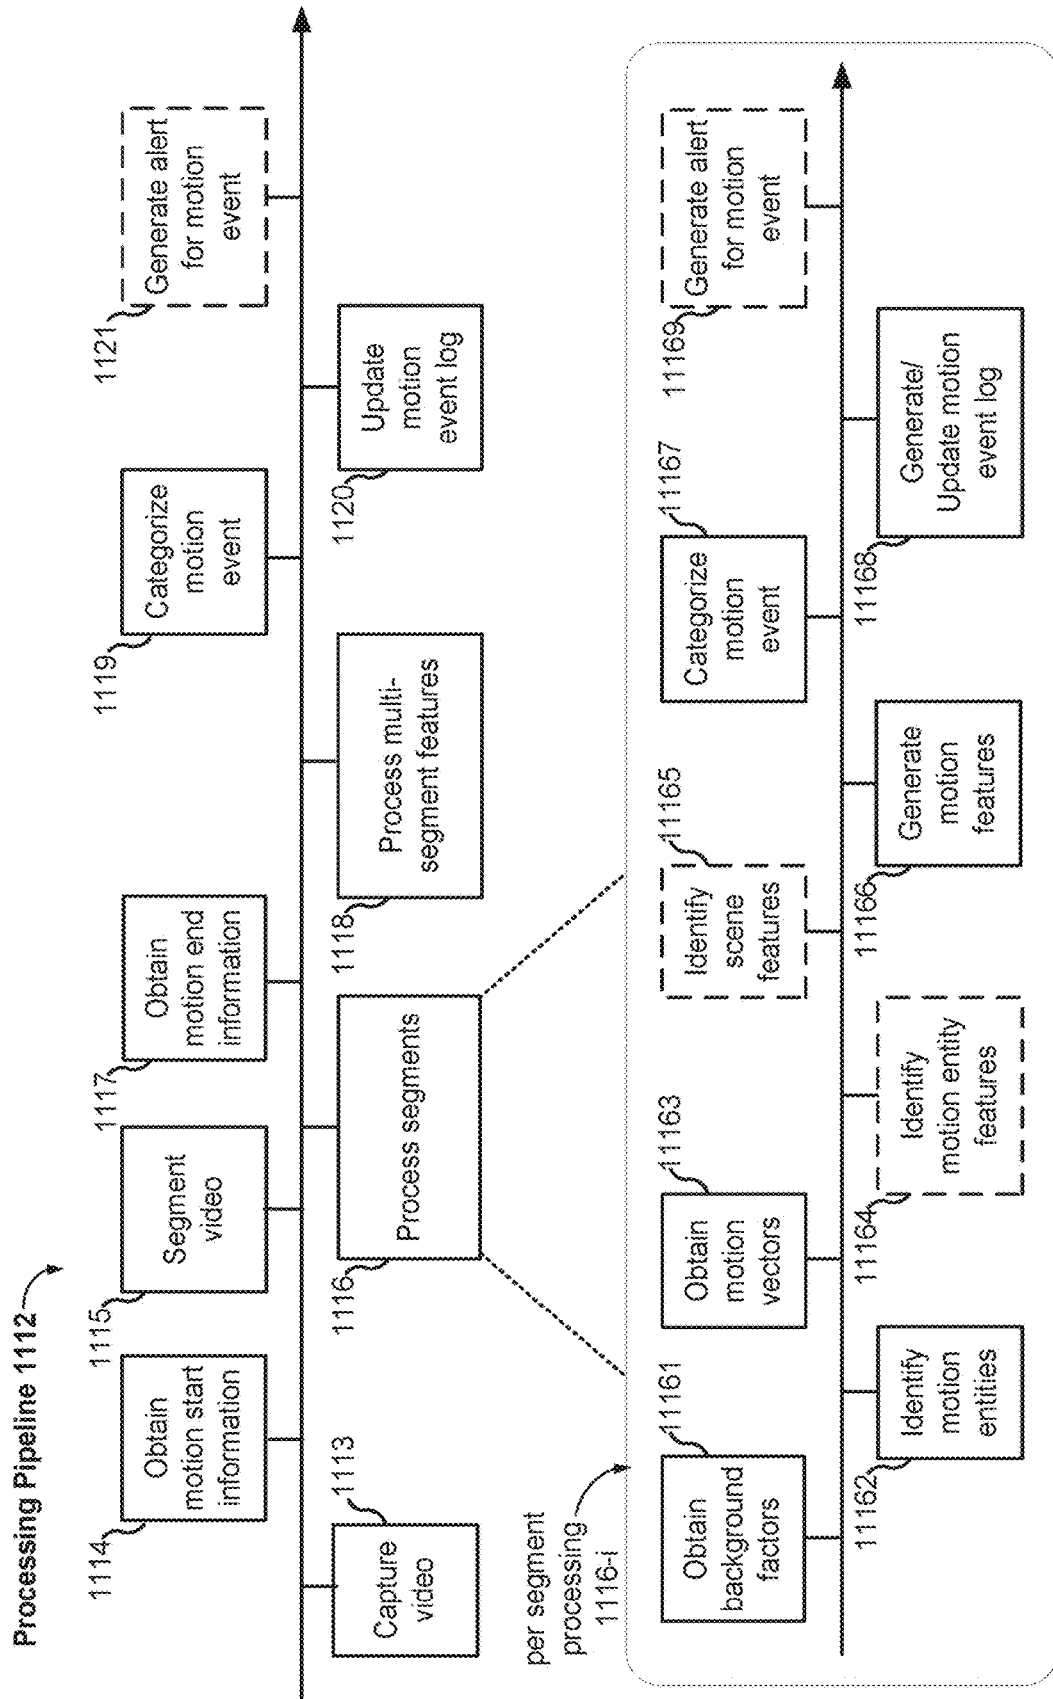 Processing Pipeline 1112
1113
Capture
video
1114
Obtain
motion start
information
1115
Segment
video
1116
Process segments
1117
Obtain
motion end
information
1118
Process multi-
segment features
1119
Categorize
motion
event
1120
Update
motion
event log
1121
Generate alert
for motion
event
per segment
processing
1116-i
11161
Obtain
background
factors
11162
Identify
motion
entities
11163
Obtain
motion
vectors
11164
Identify
motion entity
features
11165
Identify
scene
features
11166
Generate
motion
features
11167
Categorize
motion
event
11168
Generate/
Update motion
event log
11169
Generate alert
for motion
event